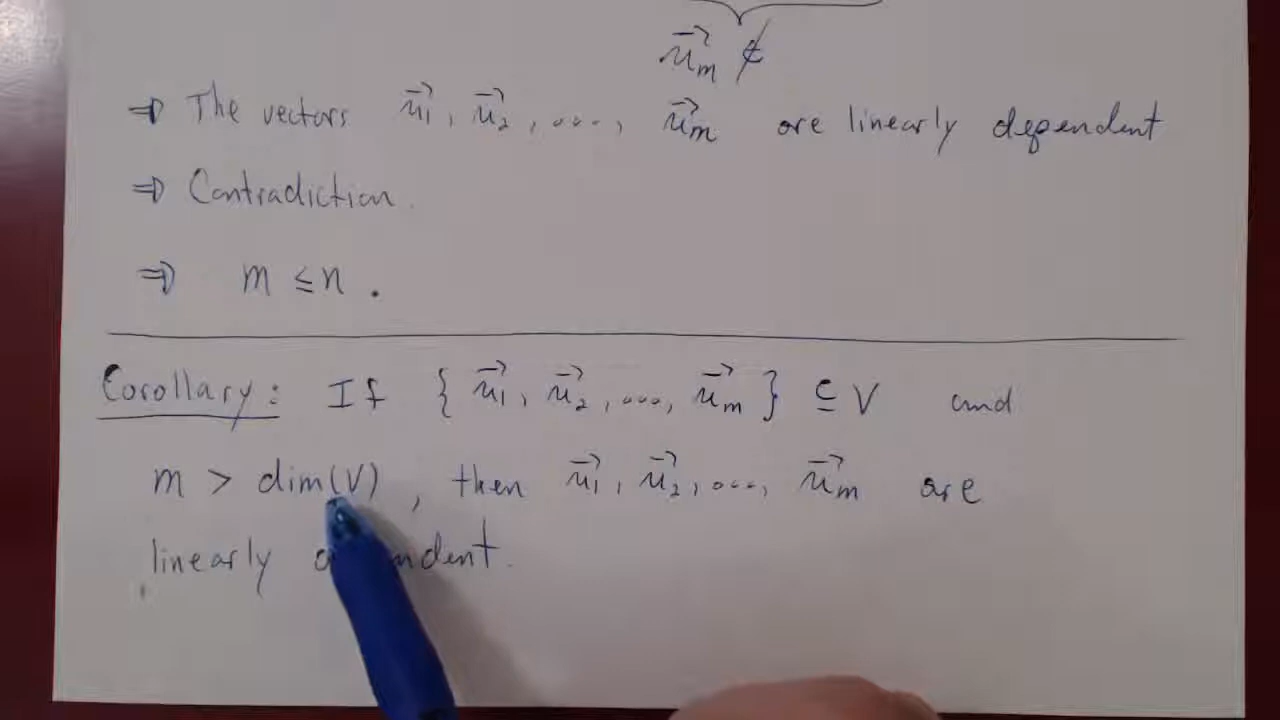 u⃗m ∉
⇒ The vectors u⃗1, u⃗2, ...., u⃗m are linearly dependent
⇒ Contradiction.
⇒ m ≤ n.
Corollary: If { u⃗1, u⃗2, ...., u⃗m } ⊆ V and
m > dim(V), then u⃗1, u⃗2, ...., u⃗m are
linearly